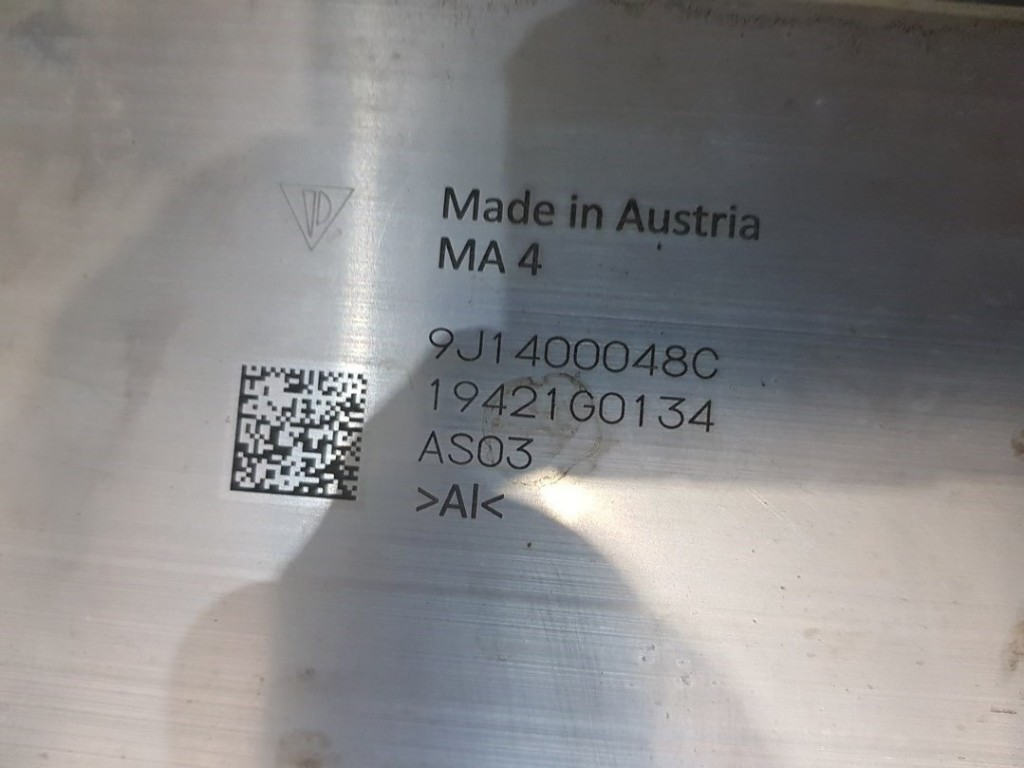 Made in Austria
MA 4
9J1400048C
19421G0134
AS03
>Al<